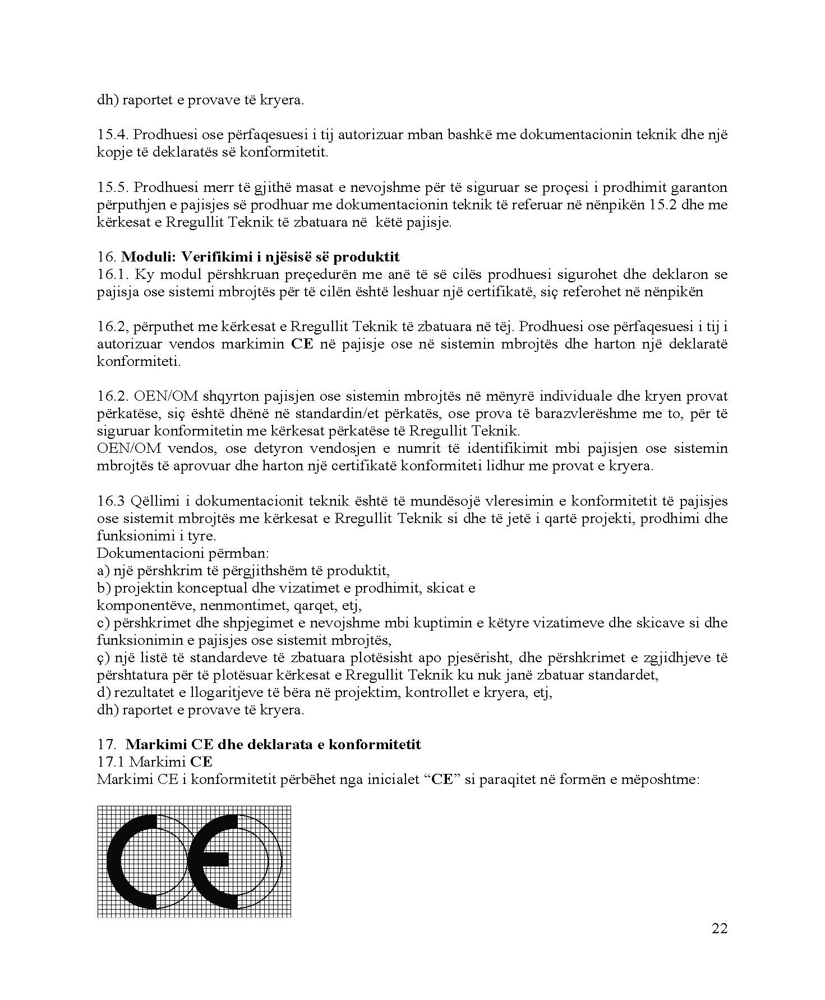 dh) raportet e provave të kryera.
15.4. Prodhuesi ose përfaqesuesi i tij autorizuar mban bashkë me dokumentacionin teknik dhe një
kopje të deklaratës së konformitetit.
15.5. Prodhuesi merr të gjithë masat e nevojshme për të siguruar se proçesi i prodhimit garanton
përputhjen e pajisjes së prodhuar me dokumentacionin teknik të referuar në nënpikën 15.2 dhe me
kërkesat e Rregullit Teknik të zbatuara në  këtë pajisje.
16. Moduli: Verifikimi i njësisë së produktit
16.1. Ky modul përshkruan preçedurën me anë të së cilës prodhuesi sigurohet dhe deklaron se
pajisja ose sistemi mbrojtës për të cilën është leshuar një certifikatë, siç referohet në nënpikën
16.2, përputhet me kërkesat e Rregullit Teknik të zbatuara në tëj. Prodhuesi ose përfaqesuesi i tij i
autorizuar vendos markimin CE në pajisje ose në sistemin mbrojtës dhe harton një deklaratë
konformiteti.
16.2. OEN/OM shqyrton pajisjen ose sistemin mbrojtës në mënyrë individuale dhe kryen provat
përkatëse, siç është dhënë në standardin/et përkatës, ose prova të barazvlerëshme me to, për të
siguruar konformitetin me kërkesat përkatëse të Rregullit Teknik.
OEN/OM vendos, ose detyron vendosjen e numrit të identifikimit mbi pajisjen ose sistemin
mbrojtës të aprovuar dhe harton një certifikatë konformiteti lidhur me provat e kryera.
16.3 Qëllimi i dokumentacionit teknik është të mundësojë vleresimin e konformitetit të pajisjes
ose sistemit mbrojtës me kërkesat e Rregullit Teknik si dhe të jetë i qartë projekti, prodhimi dhe
funksionimi i tyre.
Dokumentacioni përmban:
a) një përshkrim të përgjithshëm të produktit,
b) projektin konceptual dhe vizatimet e prodhimit, skicat e
komponentëve, nenmontimet, qarqet, etj,
c) përshkrimet dhe shpjegimet e nevojshme mbi kuptimin e këtyre vizatimeve dhe skicave si dhe
funksionimin e pajisjes ose sistemit mbrojtës,
ç) një listë të standardeve të zbatuara plotësisht apo pjesërisht, dhe përshkrimet e zgjidhjeve të
përshtatura për të plotësuar kërkesat e Rregullit Teknik ku nuk janë zbatuar standardet,
d) rezultatet e llogaritjeve të bëra në projektim, kontrollet e kryera, etj,
dh) raportet e provave të kryera.
17.  Markimi CE dhe deklarata e konformitetit
17.1 Markimi CE
Markimi CE i konformitetit përbëhet nga inicialet “CE” si paraqitet në formën e mëposhtme:
CE
22